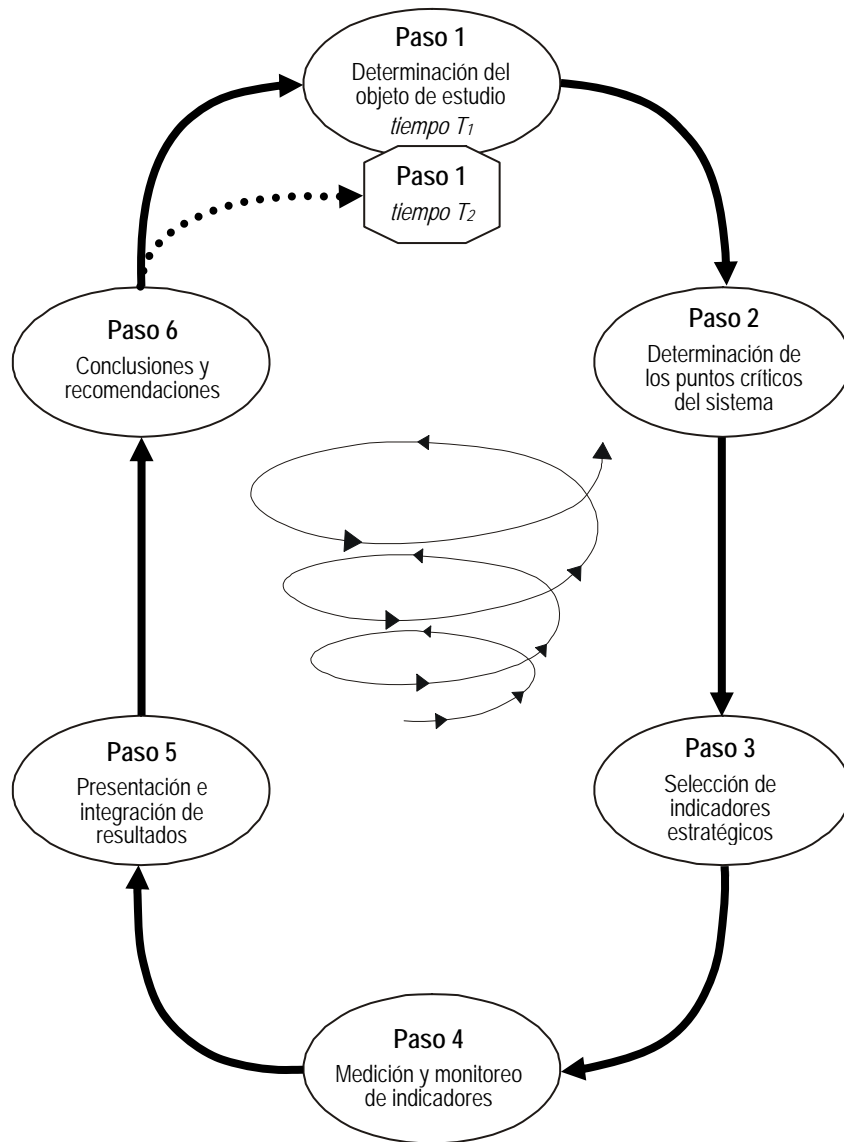 Paso 1
Determinación del
objeto de estudio
tiempo T1
Paso 1
tiempo T2
Paso 2
Determinación de
los puntos críticos
del sistema
Paso 3
Selección de
indicadores
estratégicos
Paso 4
Medición y monitoreo
de indicadores
Paso 5
Presentación e
integración de
resultados
Paso 6
Conclusiones y
recomendaciones